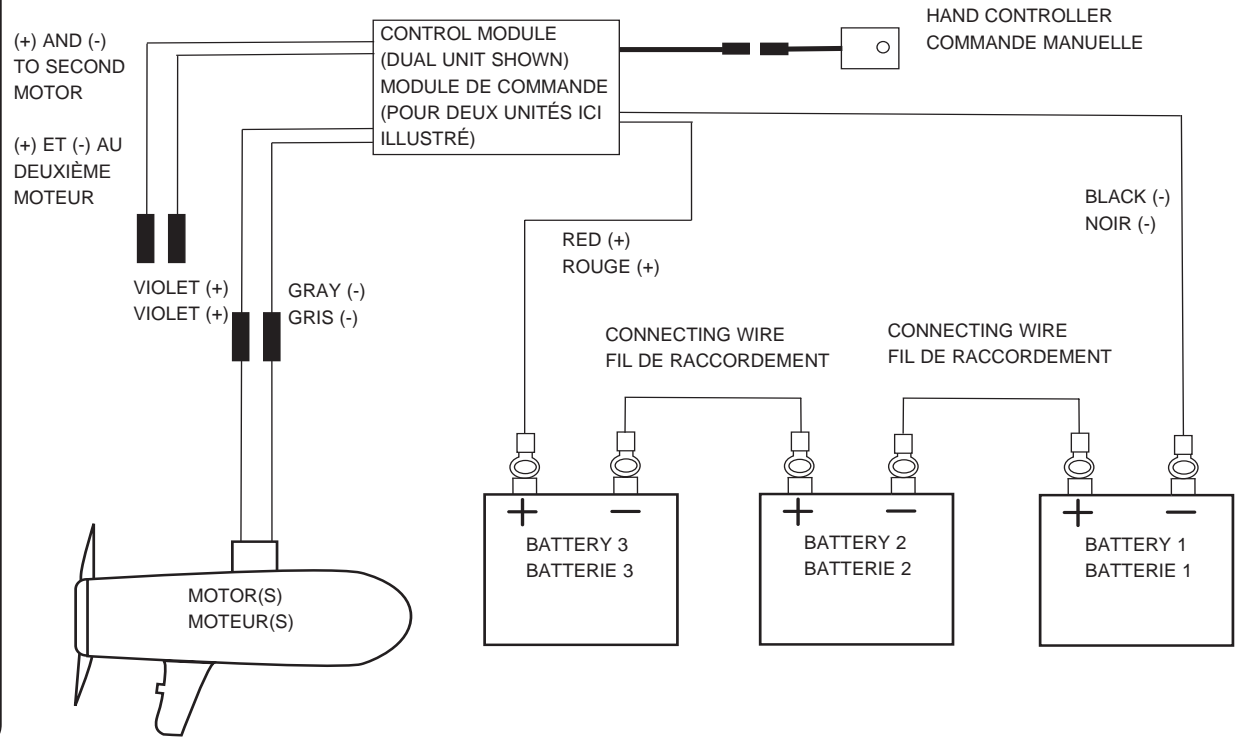 (+) AND (-)
TO SECOND
MOTOR
(+) ET (-) AU
DEUXIÈME
MOTEUR
CONTROL MODULE
(DUAL UNIT SHOWN)
MODULE DE COMMANDE
(POUR DEUX UNITÉS ICI
ILLUSTRÉ)
HAND CONTROLLER
COMMANDE MANUELLE
BLACK (-)
NOIR (-)
RED (+)
ROUGE (+)
VIOLET (+)
VIOLET (+)
GRAY (-)
GRIS (-)
CONNECTING WIRE
FIL DE RACCORDEMENT
CONNECTING WIRE
FIL DE RACCORDEMENT
+ −
BATTERY 3
BATTERIE 3
+ −
BATTERY 2
BATTERIE 2
+ −
BATTERY 1
BATTERIE 1
MOTOR(S)
MOTEUR(S)